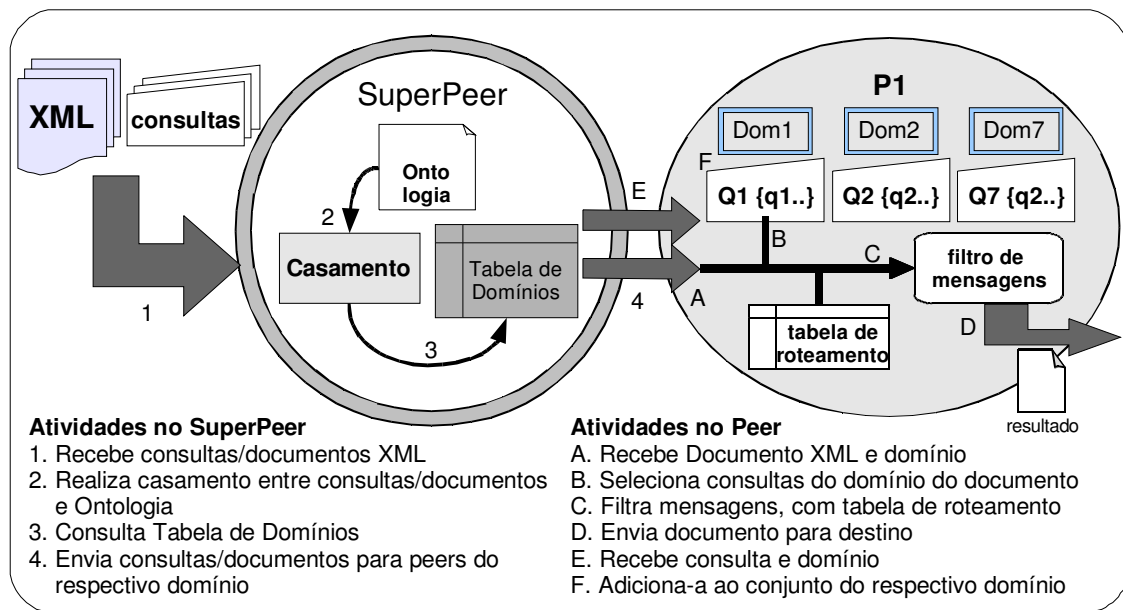 XML
consultas
SuperPeer
Onto
logia
2
Casamento
Tabela de
Domínios
3
1
E
4
P1
Dom1
Dom2
Dom7
F
Q1 {q1..}
Q2 {q2..}
Q7 {q2..}
B
A
C
filtro de
mensagens
tabela de
roteamento
D
resultado
Atividades no SuperPeer
1. Recebe consultas/documentos XML
2. Realiza casamento entre consultas/documentos
e Ontologia
3. Consulta Tabela de Domínios
4. Envia consultas/documentos para peers do
respectivo domínio
Atividades no Peer
A. Recebe Documento XML e domínio
B. Seleciona consultas do domínio do documento
C. Filtra mensagens, com tabela de roteamento
D. Envia documento para destino
E. Recebe consulta e domínio
F. Adiciona-a ao conjunto do respectivo domínio